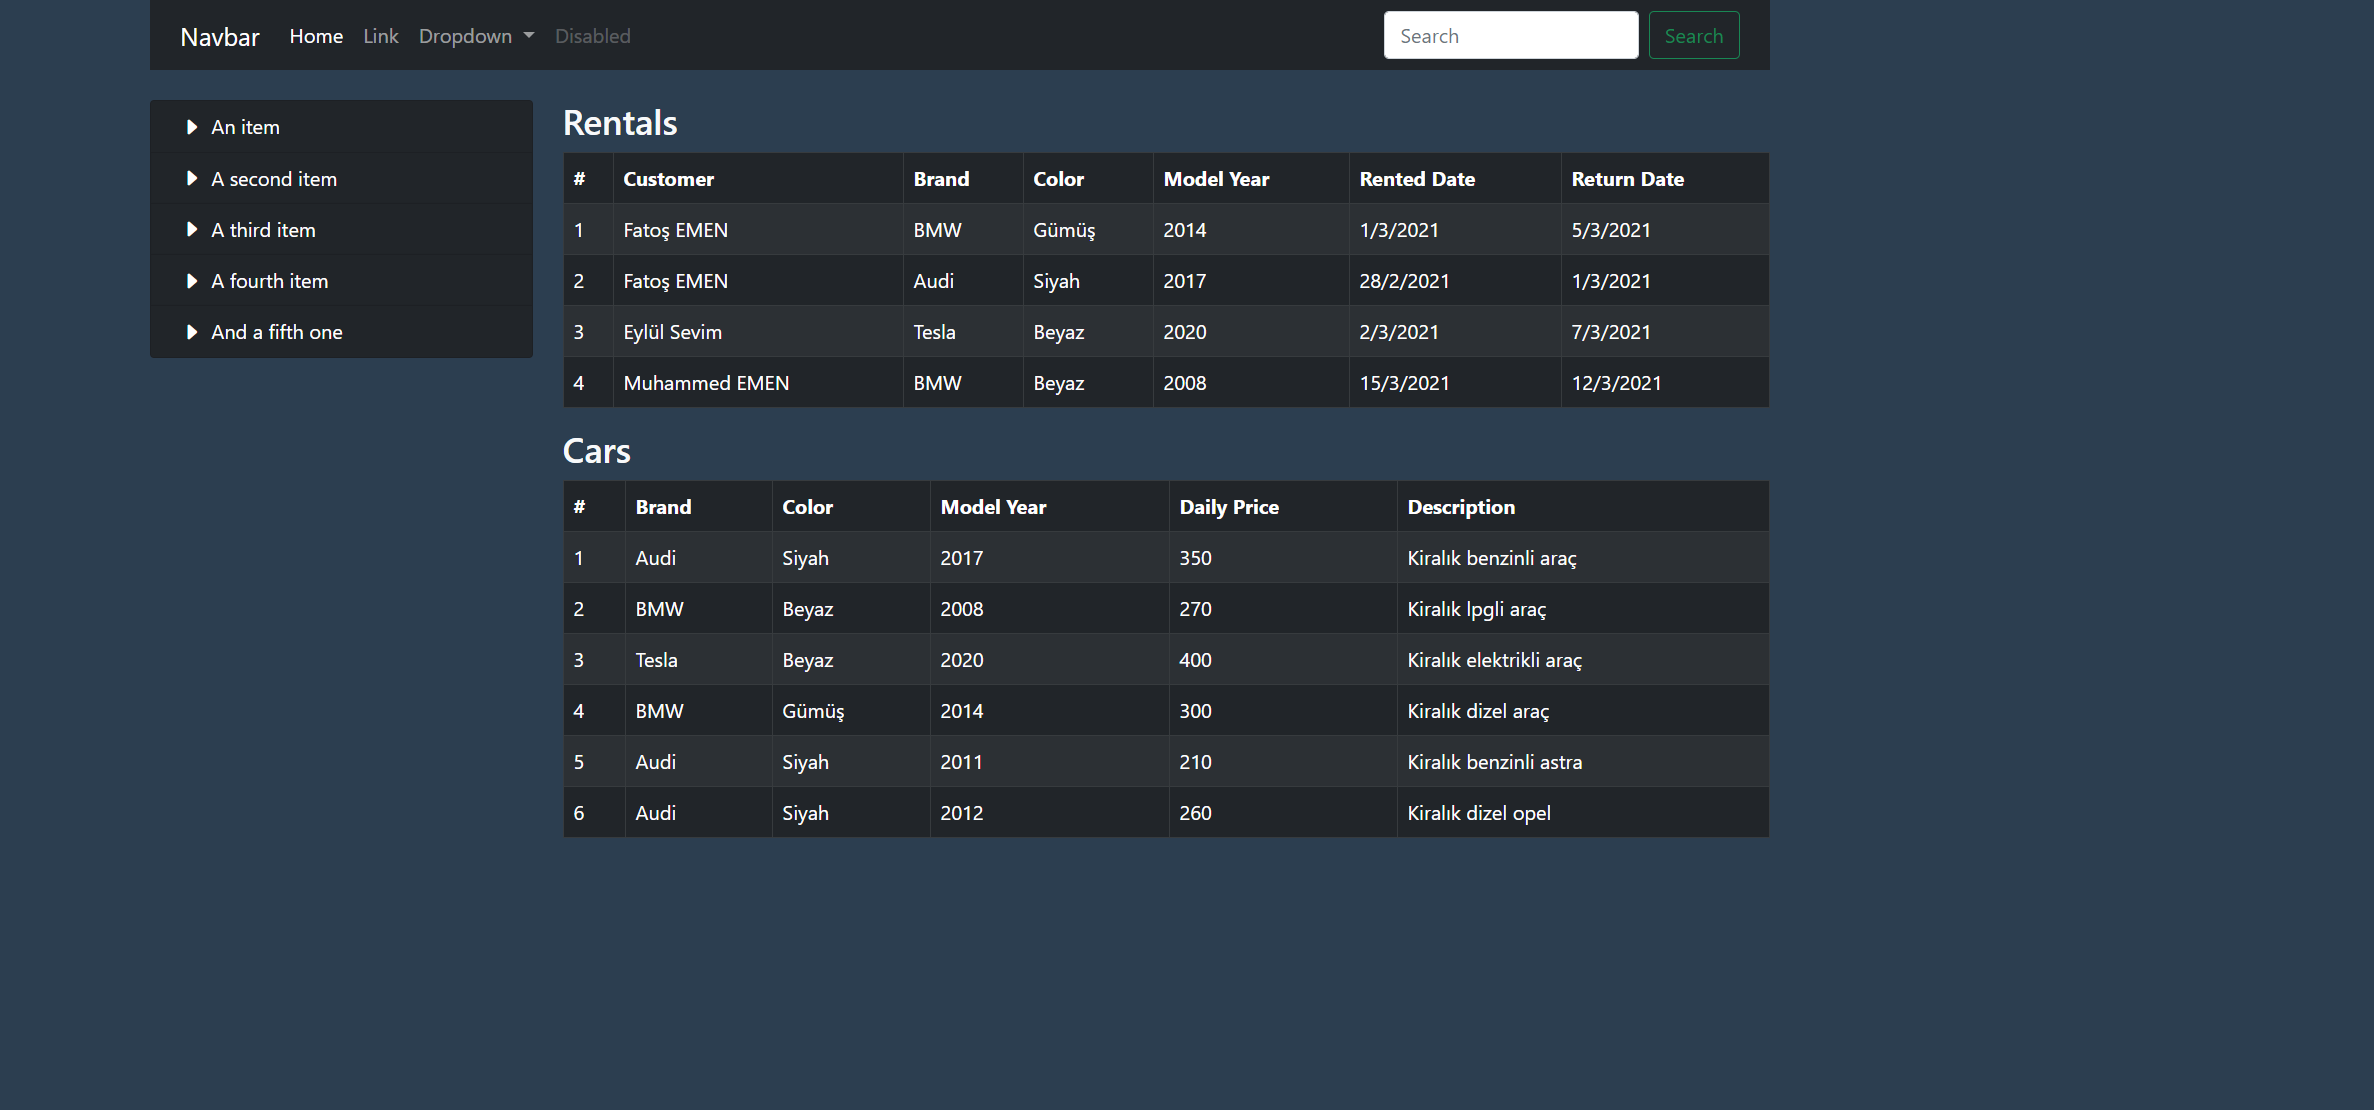 Navbar Home Link Dropdown Disabled Search Search
An item
A second item
A third item
A fourth item
And a fifth one
Rentals
# Customer Brand Color Model Year Rented Date Return Date
1 Fatoş EMEN BMW Gümüş 2014 1/3/2021 5/3/2021
2 Fatoş EMEN Audi Siyah 2017 28/2/2021 1/3/2021
3 Eylül Sevim Tesla Beyaz 2020 2/3/2021 7/3/2021
4 Muhammed EMEN BMW Beyaz 2008 15/3/2021 12/3/2021
Cars
# Brand Color Model Year Daily Price Description
1 Audi Siyah 2017 350 Kiralık benzinli araç
2 BMW Beyaz 2008 270 Kiralık lpgli araç
3 Tesla Beyaz 2020 400 Kiralık elektrikli araç
4 BMW Gümüş 2014 300 Kiralık dizel araç
5 Audi Siyah 2011 210 Kiralık benzinli astra
6 Audi Siyah 2012 260 Kiralık dizel opel